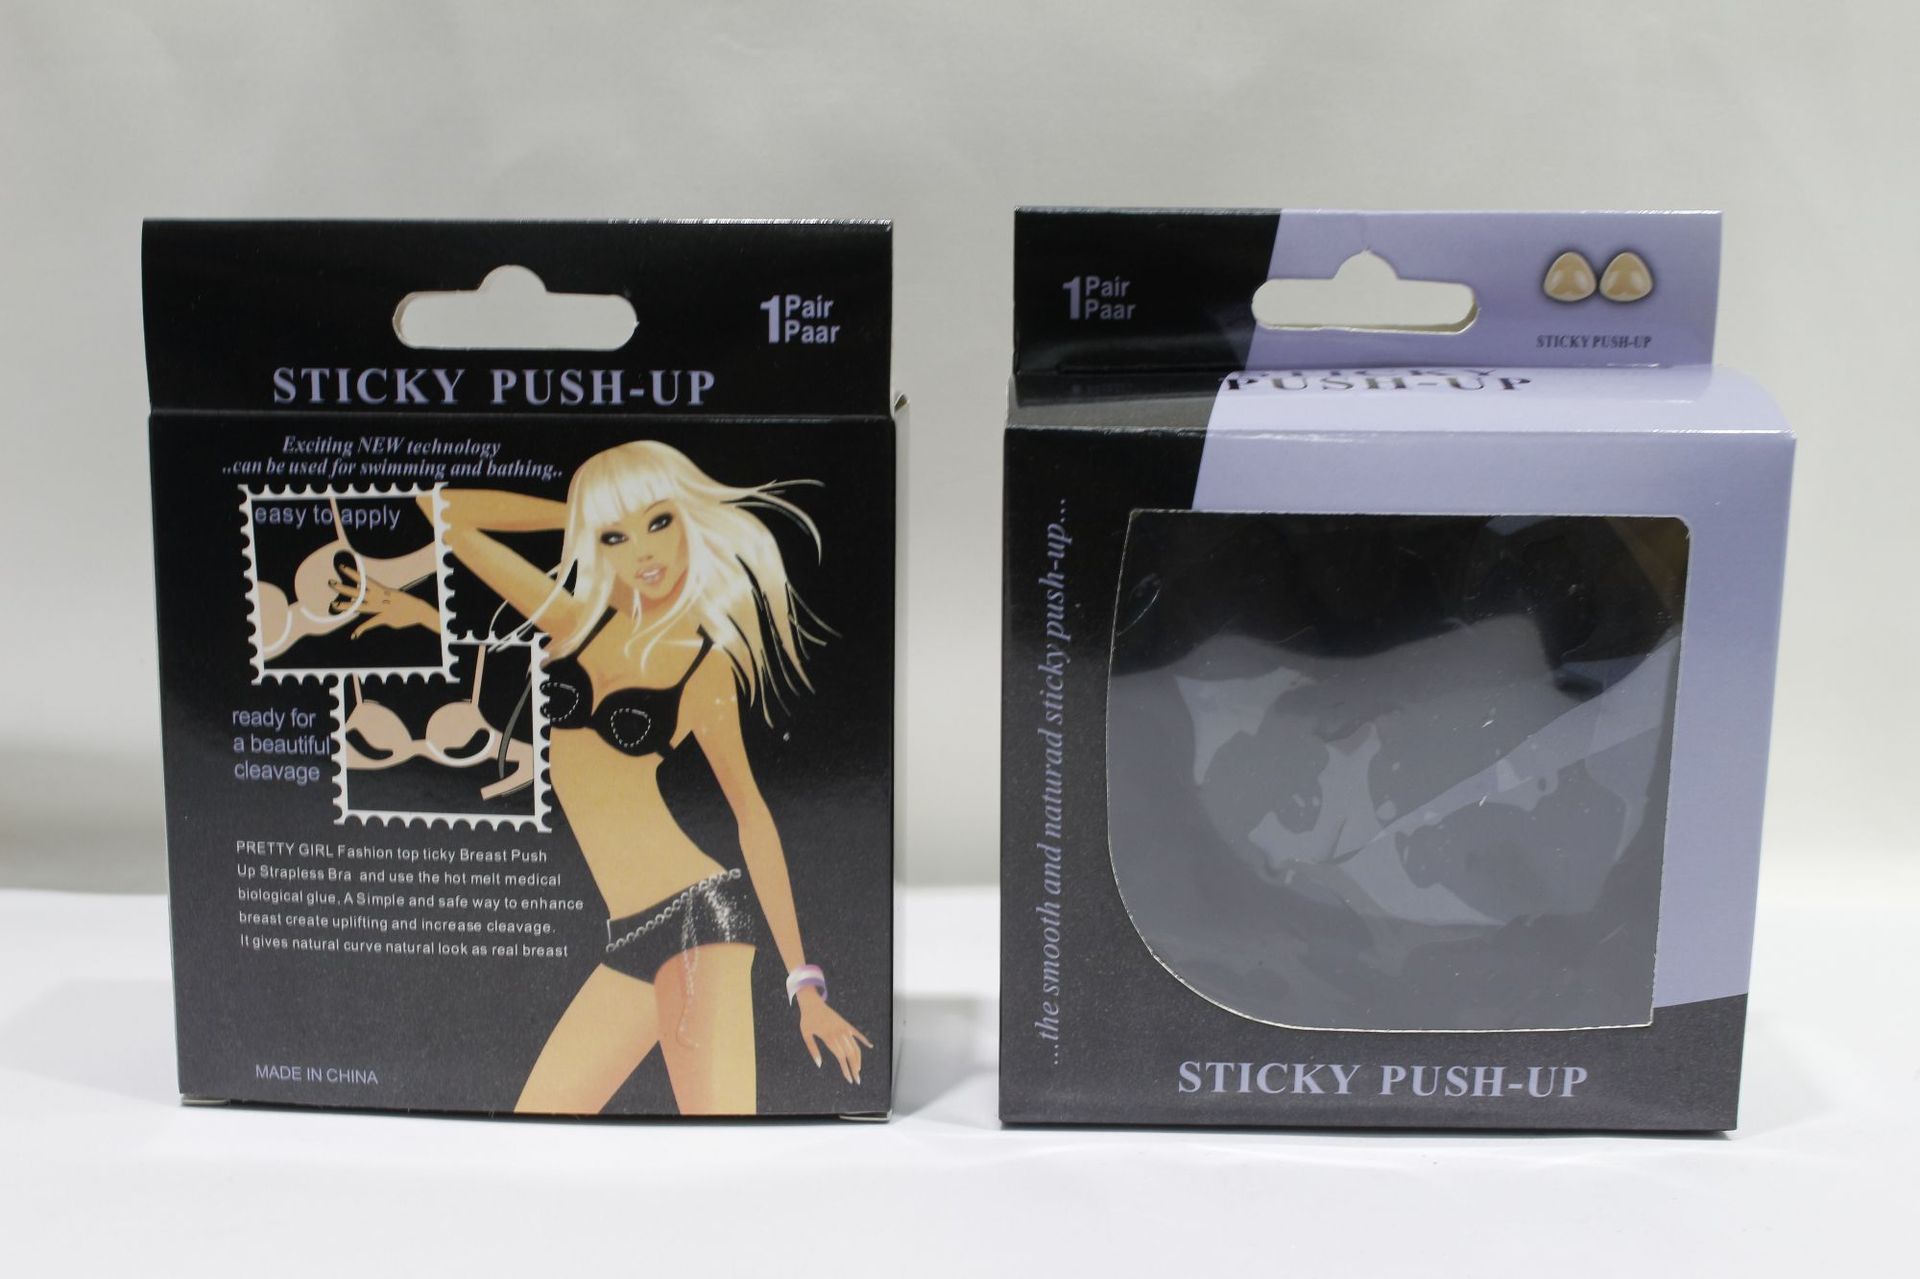 1 Pair
Paar
STICKY PUSH-UP
Exciting NEW technology
..can be used for swimming and bathing..
easy to apply
ready for
a beautiful
cleavage
PRETTY GIRL Fashion top ticky Breast Push
Up Strapless Bra and use the hot melt medical
biological glue, A Simple and safe way to enhance
breast create uplifting and increase cleavage.
It gives natural curve natural look as real breast
MADE IN CHINA
1 Pair
Paar
STICKY PUSH-UP
STICKY
PUSH-UP
...the smooth and naturad sticky push-up...
STICKY PUSH-UP